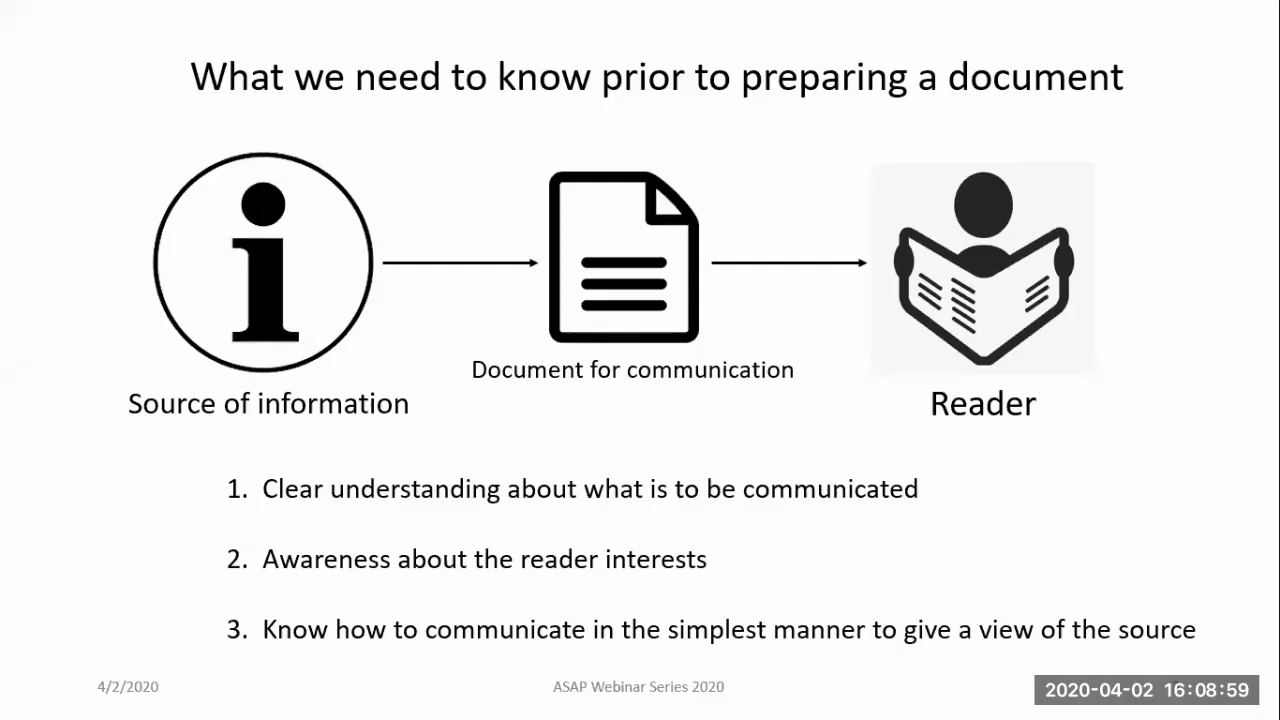 What we need to know prior to preparing a document
Document for communication
Source of information
Reader
1. Clear understanding about what is to be communicated
2. Awareness about the reader interests
3. Know how to communicate in the simplest manner to give a view of the source
4/2/2020
ASAP Webinar Series 2020
2020-04-02 16:08:59